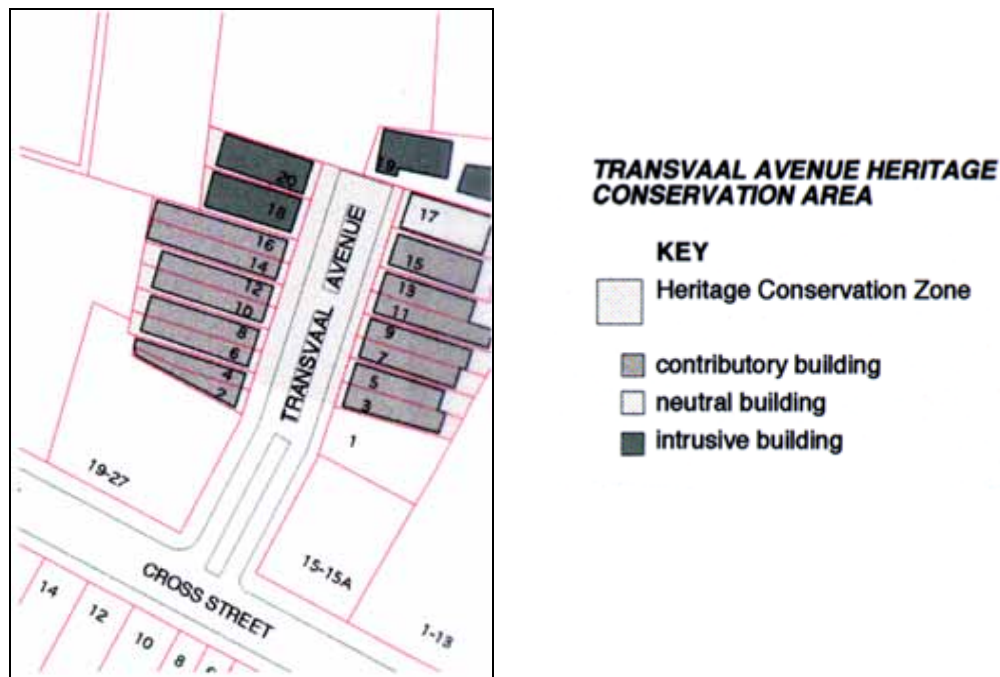 20
19
18
17
16
14
15
12
13
10
11
8
9
6
7
4
5
2
3
1
TRANSVAAL AVENUE
19-27
15-15A
CROSS STREET
1-13
14
12
10
8
TRANSVAAL AVENUE HERITAGE
CONSERVATION AREA
KEY
Heritage Conservation Zone
contributory building
neutral building
intrusive building